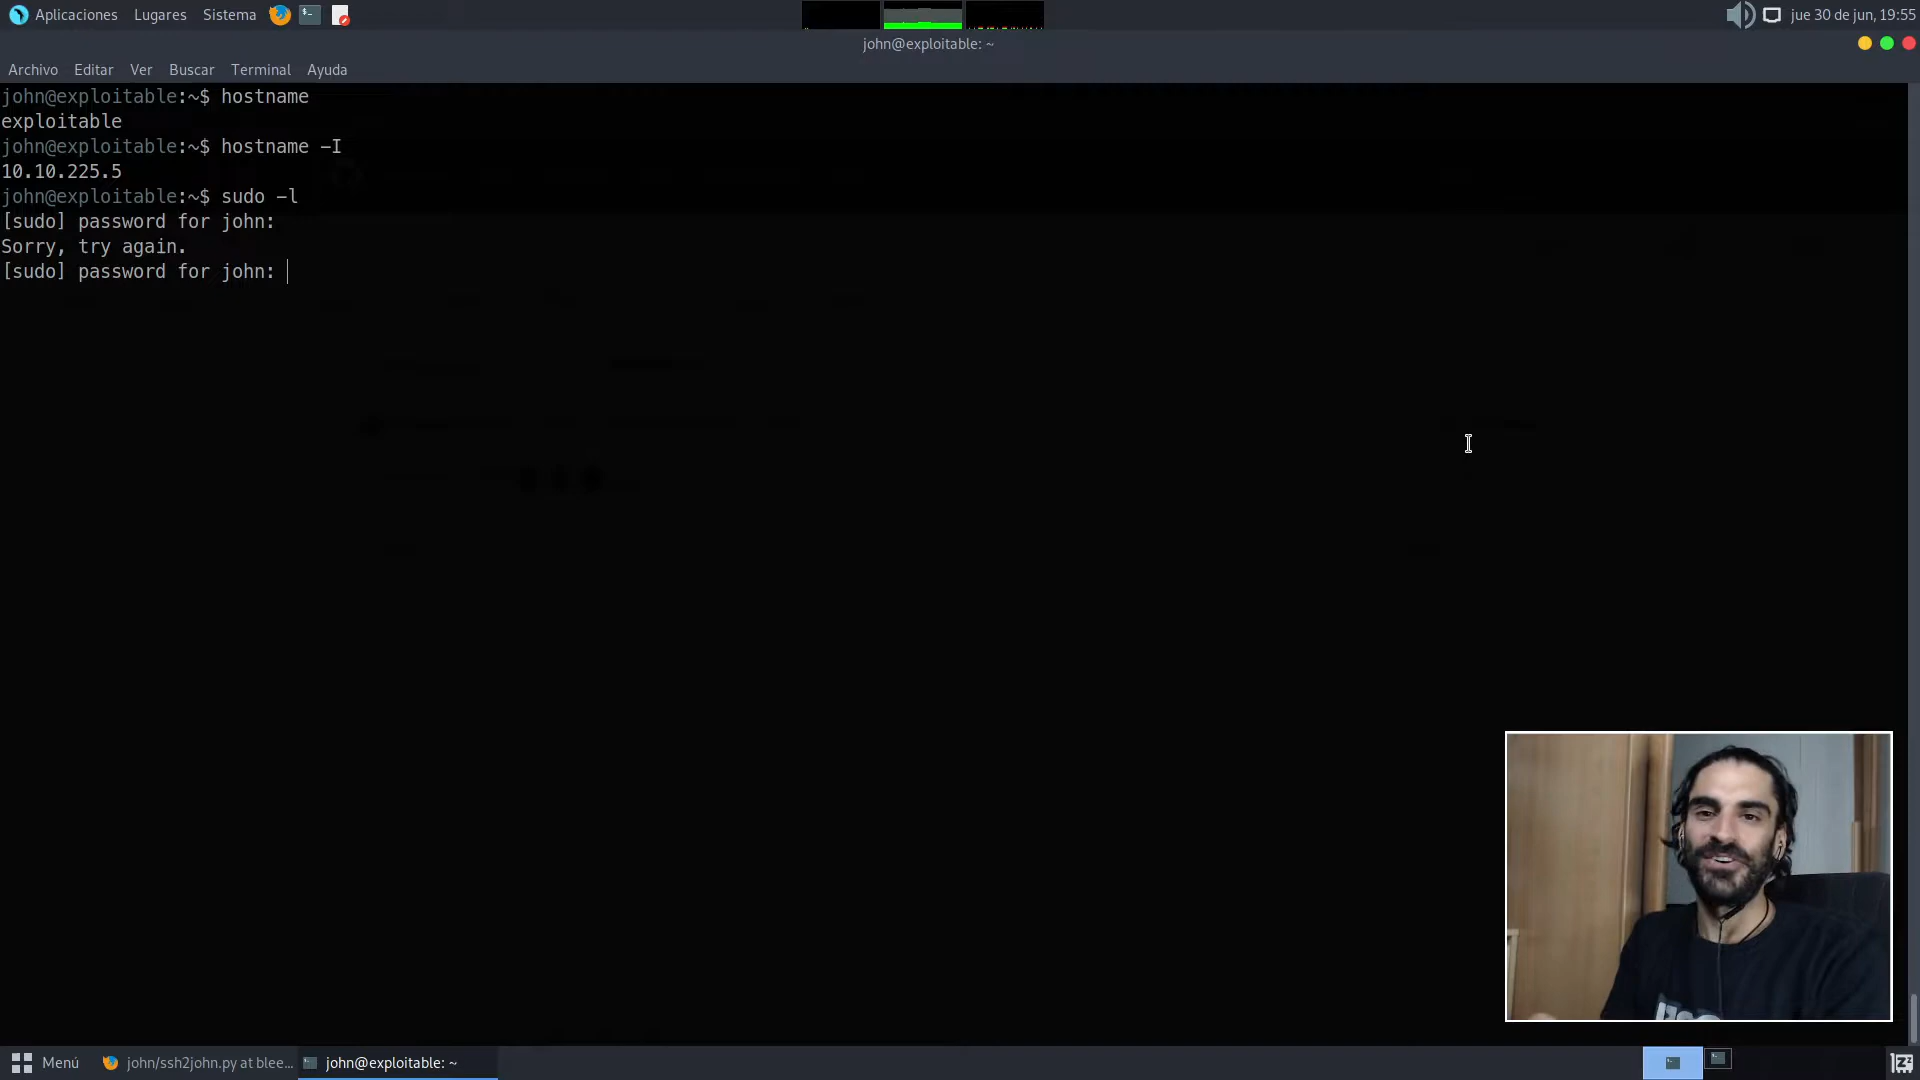 Aplicaciones Lugares Sistema
jue 30 de jun, 19:55
john@exploitable: ~
Archivo Editar Ver Buscar Terminal Ayuda
john@exploitable:~$ hostname
exploitable
john@exploitable:~$ hostname -I
10.10.225.5
john@exploitable:~$ sudo -l
[sudo] password for john:
Sorry, try again.
[sudo] password for john:
Menú john/ssh2john.py at blee... john@exploitable: ~